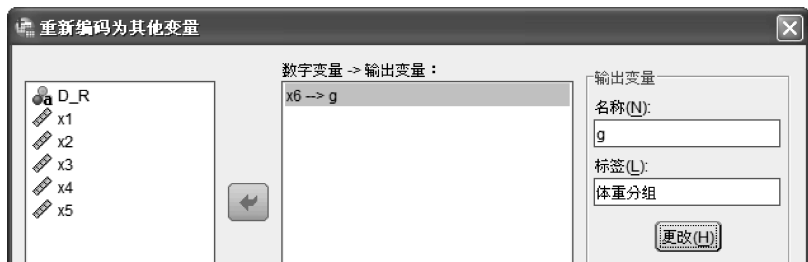 重新编码为其他变量
D_R
x1
x2
x3
x4
x5
数字变量 -> 输出变量：
x6 --> g
输出变量
名称(N):
g
标签(L):
体重分组
更改(H)